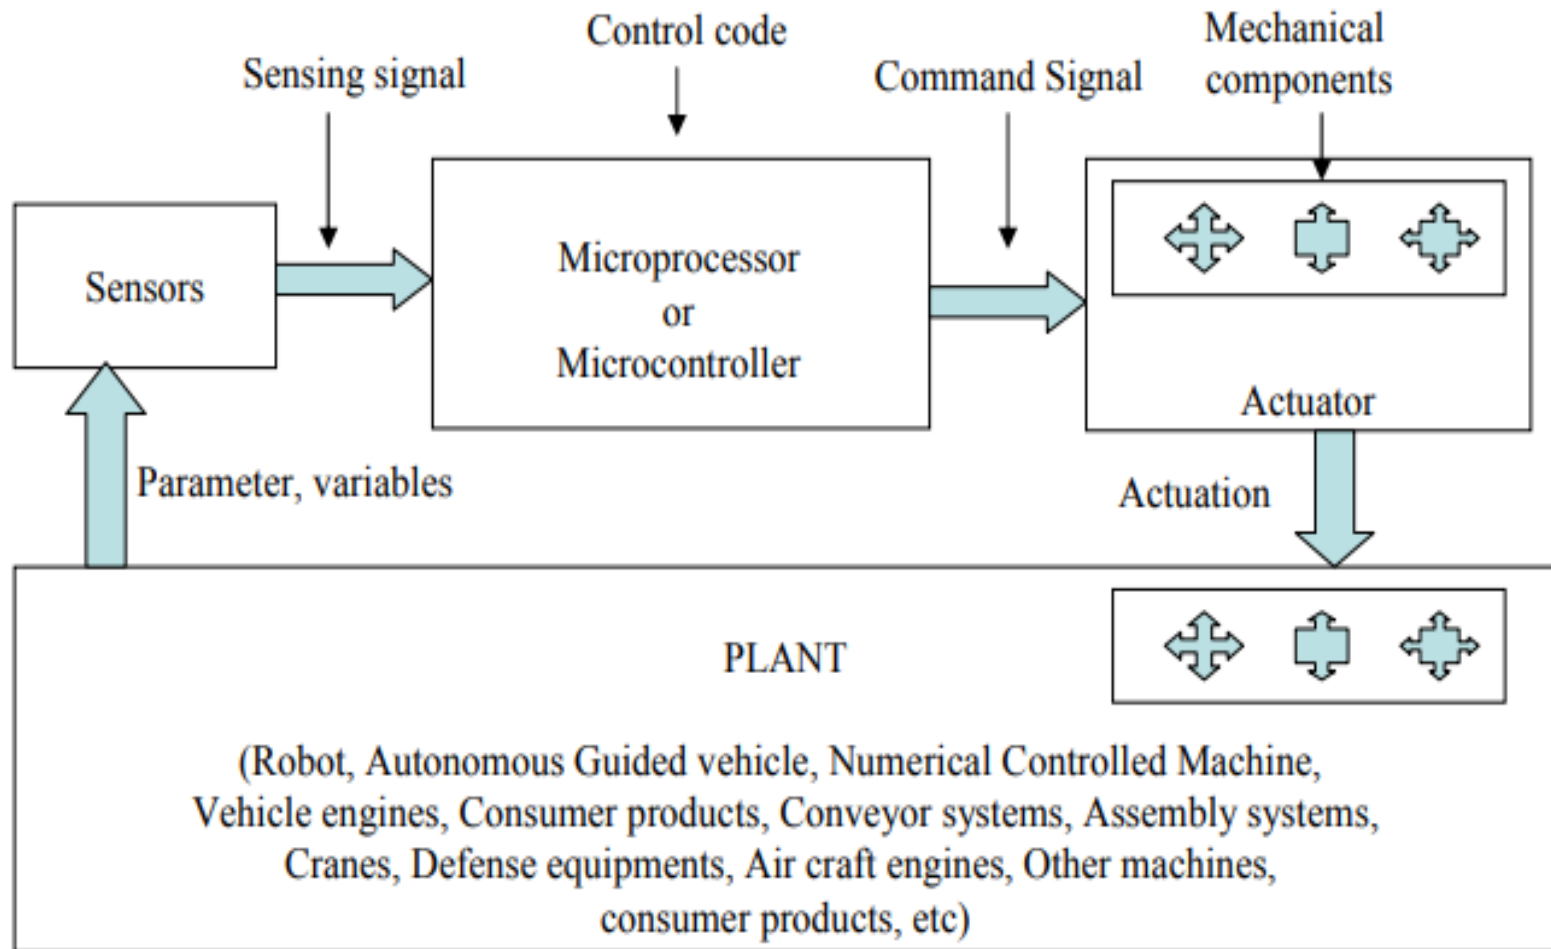 Sensing signal
Control code
Command Signal
Mechanical
components
Sensors
Microprocessor
or
Microcontroller
Actuator
Parameter, variables
Actuation
PLANT
(Robot, Autonomous Guided vehicle, Numerical Controlled Machine,
Vehicle engines, Consumer products, Conveyor systems, Assembly systems,
Cranes, Defense equipments, Air craft engines, Other machines,
consumer products, etc)